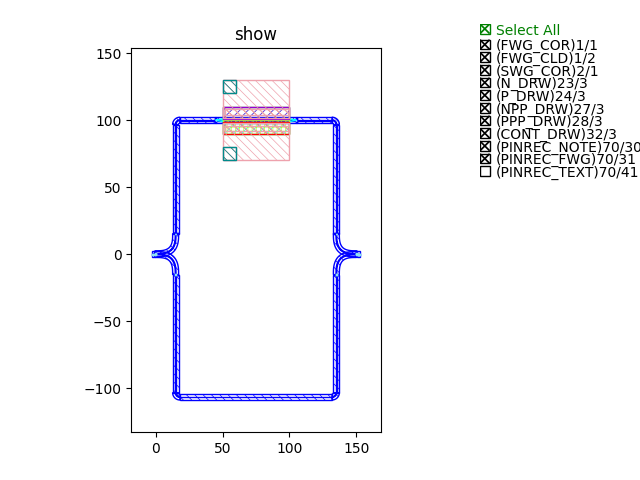 show
Select All
(FWG_COR)1/1
(FWG_CLD)1/2
(SWG_COR)2/1
(N_DRW)23/3
(P_DRW)24/3
(NPP_DRW)27/3
(PPP_DRW)28/3
(CONT_DRW)32/3
(PINREC_NOTE)70/30
(PINREC_FWG)70/31
(PINREC_TEXT)70/41
150
100
50
0
−50
−100
0 50 100 150